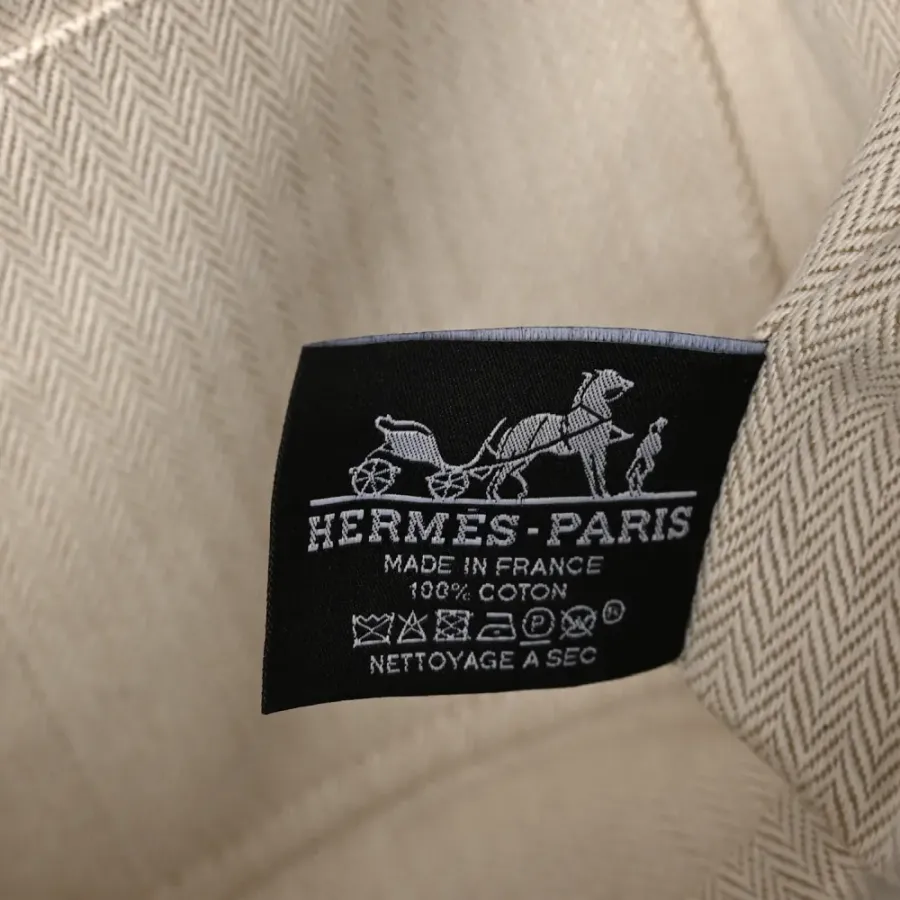 HERMÈS-PARIS
MADE IN FRANCE
100% COTON
P
NETTOYAGE A SEC